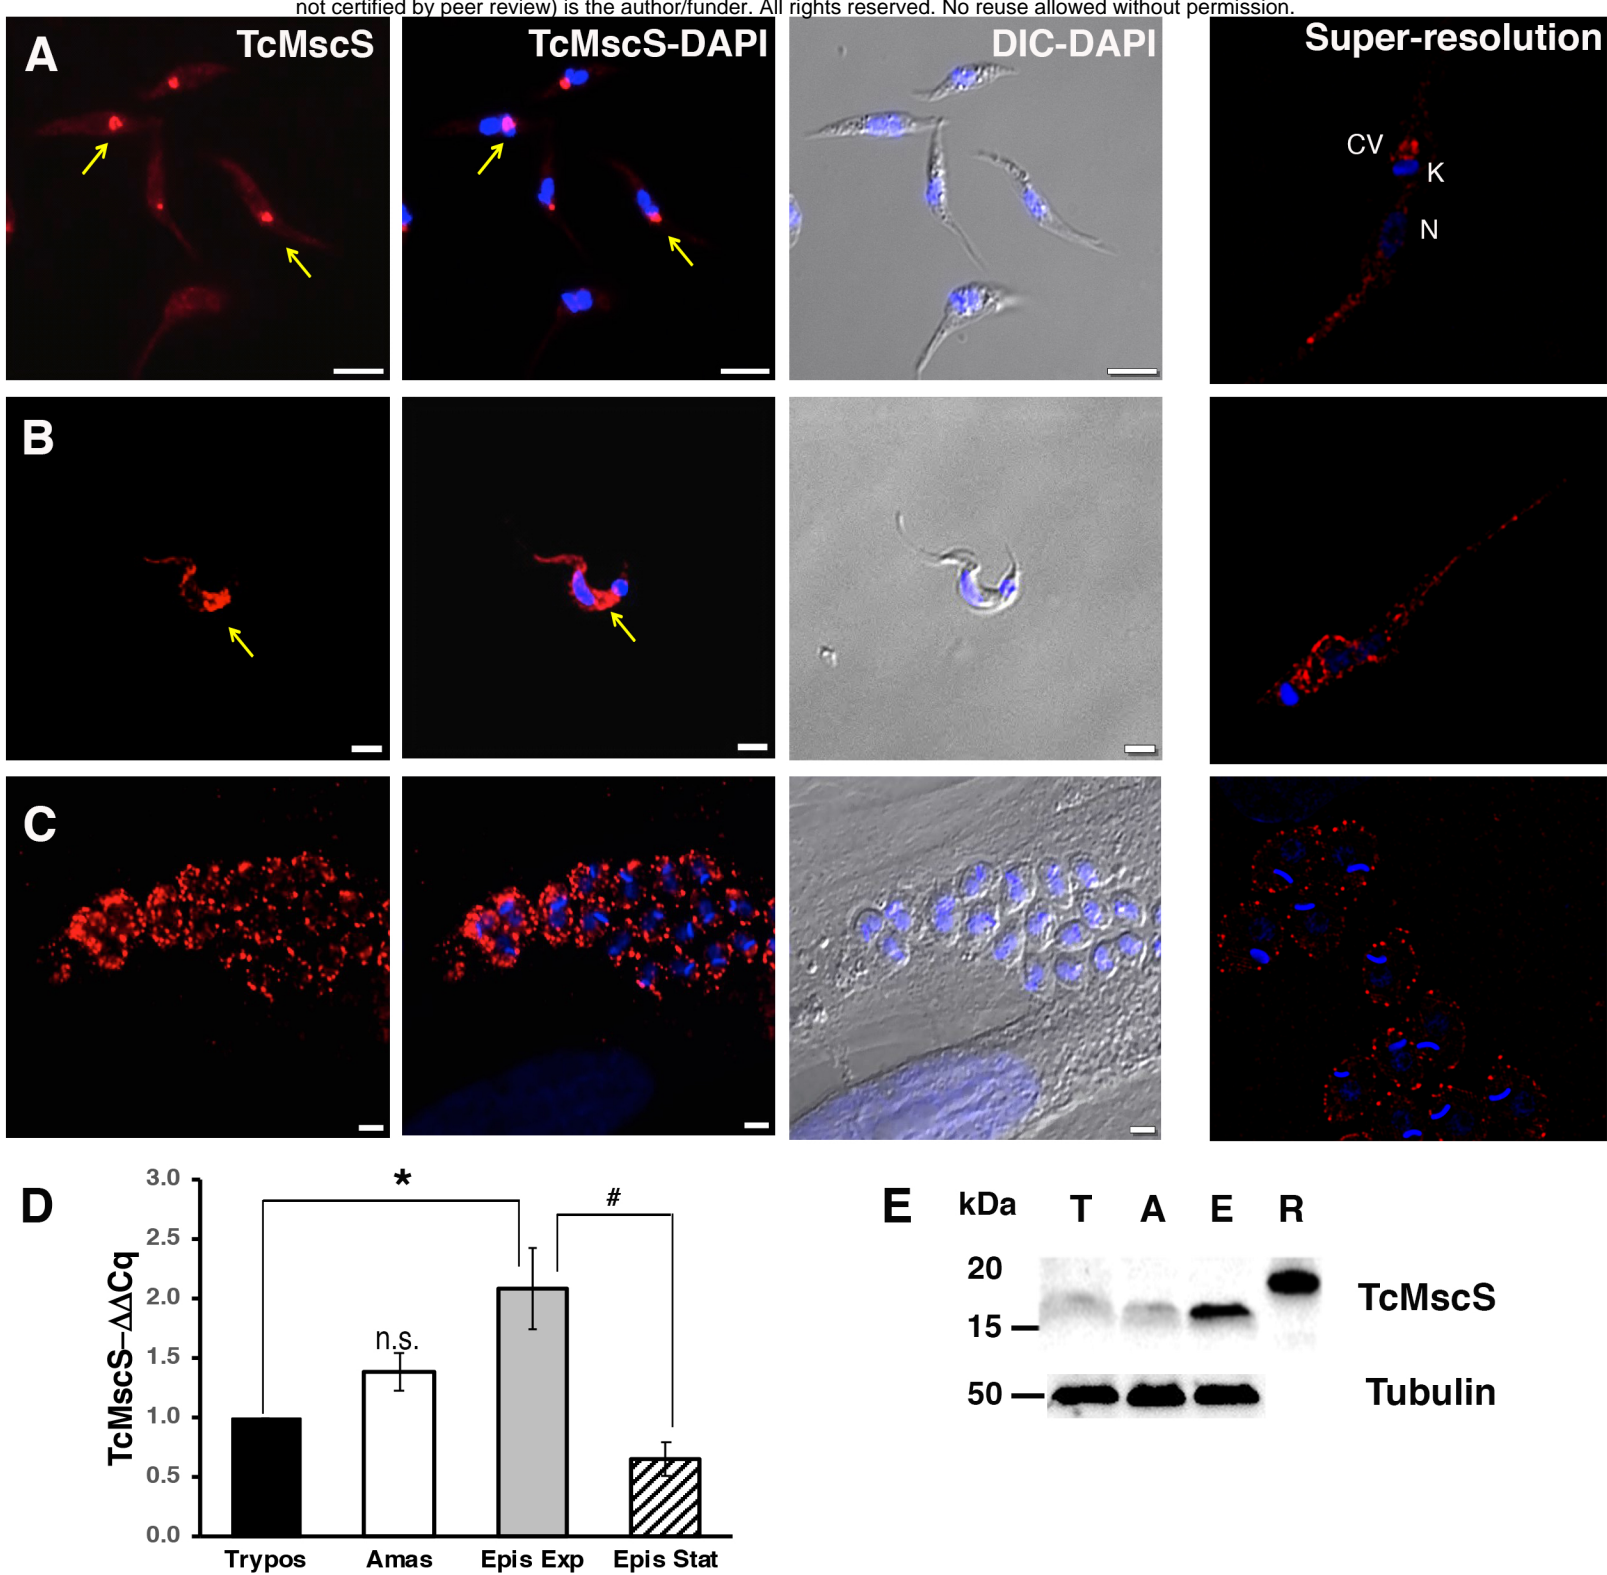 not certified by peer review) is the author/funder. All rights reserved. No reuse allowed without permission.
A
TcMscS
TcMscS-DAPI
DIC-DAPI
Super-resolution
CV
K
N
B
C
D
TcMscS–ΔΔCq
3.0
2.5
2.0
1.5
1.0
0.5
0.0
*
#
n.s.
Trypos Amas Epis Exp Epis Stat
E
kDa T A E R
20
15
TcMscS
50
Tubulin